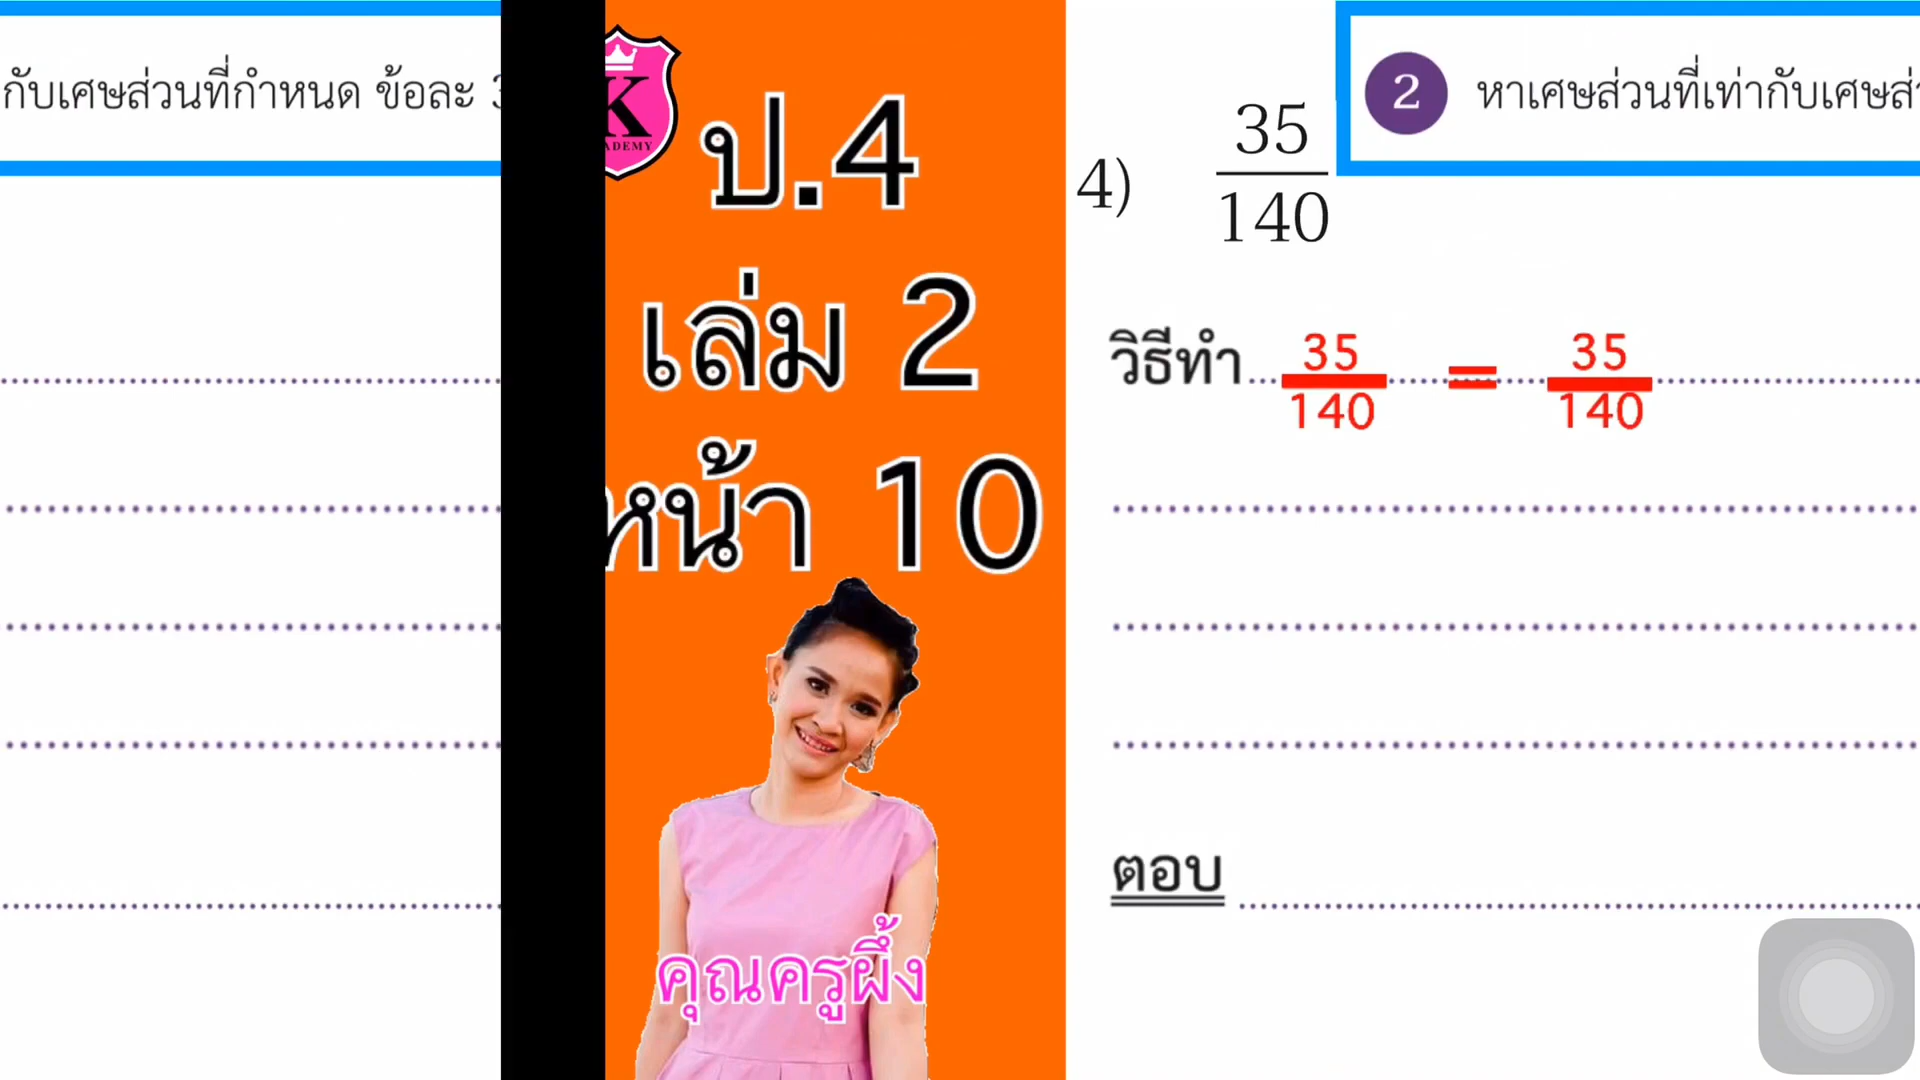 กับเศษส่วนที่กำหนด ข้อละ
K
ADEMY
ป.4
เล่ม 2
หน้า 10
คุณครูผึ้ง
2 หาเศษส่วนที่เท่ากับเศษส่
4) 35
140
วิธีทำ 35 = 35
140 140
ตอบ